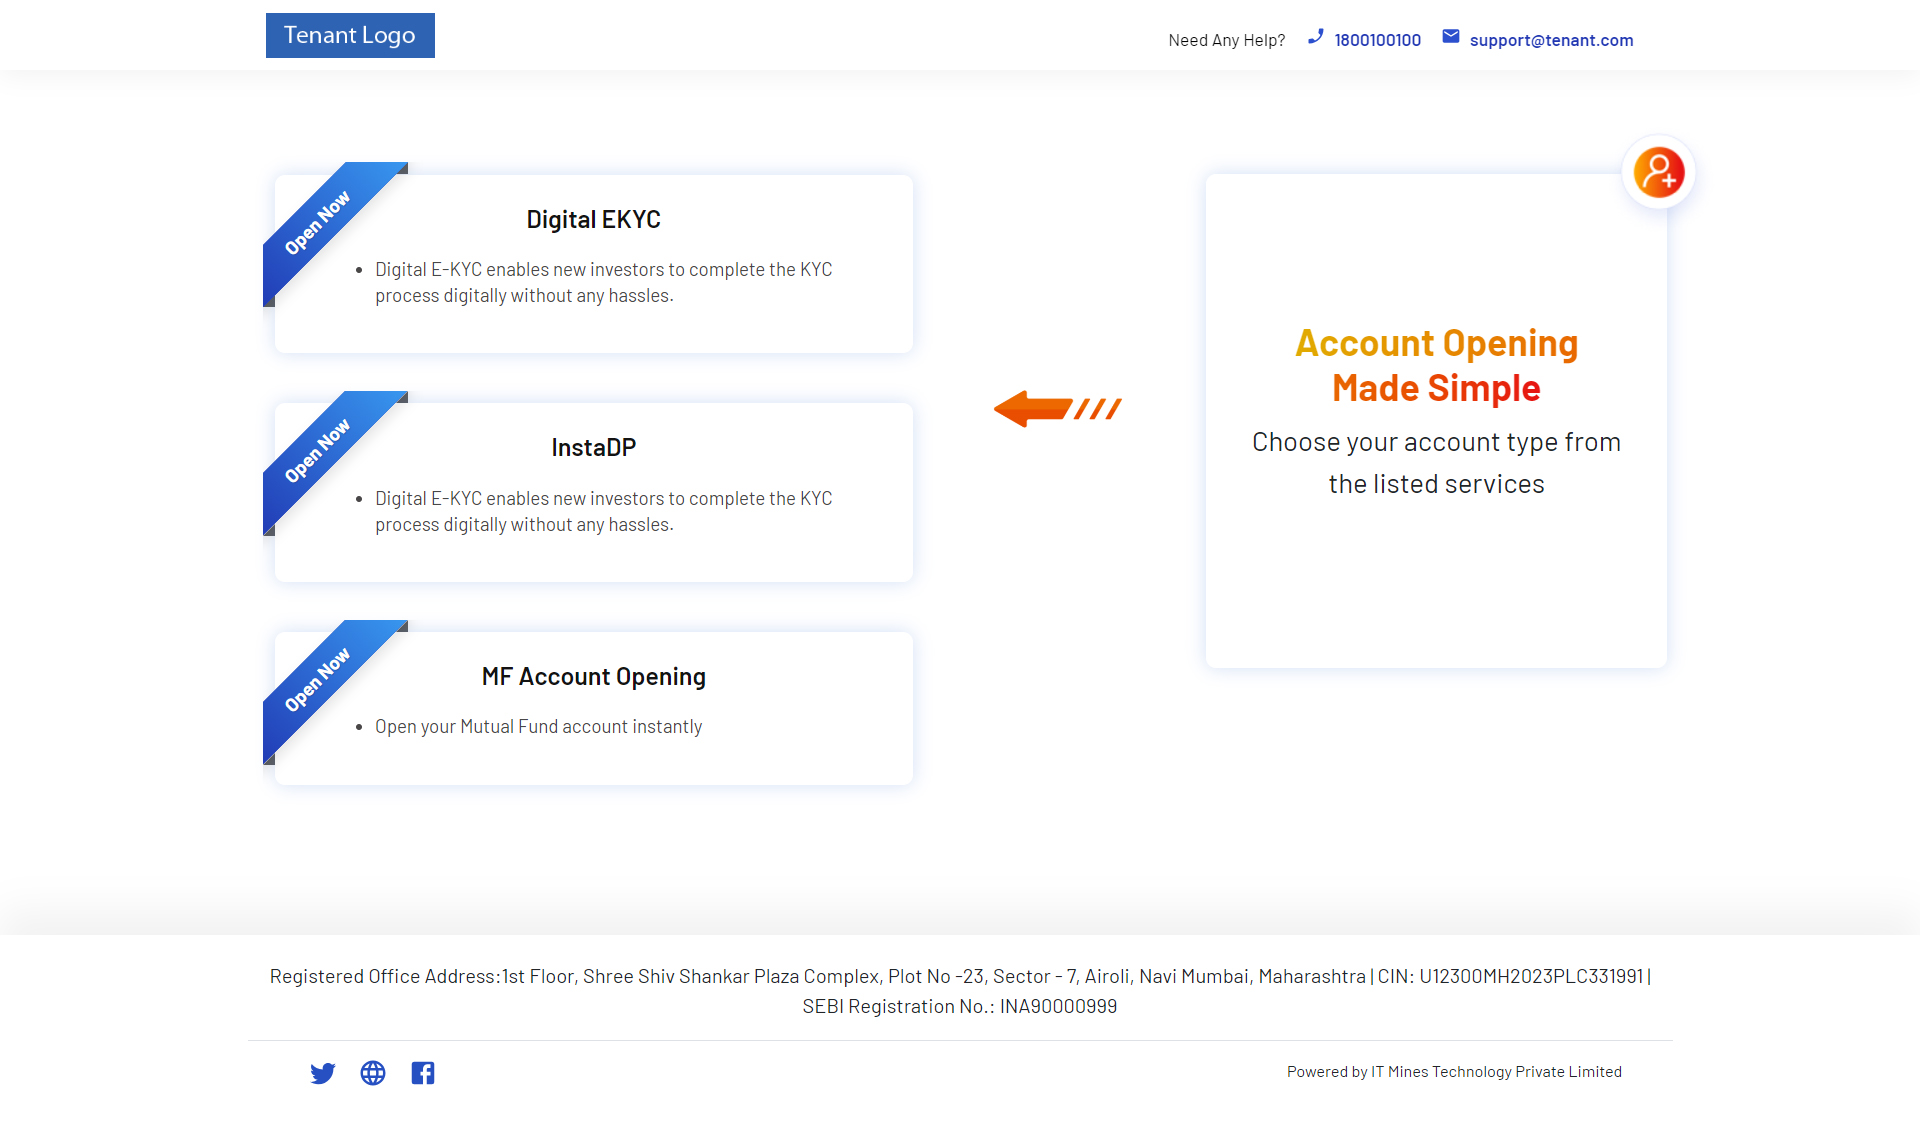 Tenant Logo
Need Any Help? 1800100100 support@tenant.com
Open Now
Digital EKYC
Digital E-KYC enables new investors to complete the KYC
process digitally without any hassles.
Open Now
InstaDP
Digital E-KYC enables new investors to complete the KYC
process digitally without any hassles.
Open Now
MF Account Opening
Open your Mutual Fund account instantly
Account Opening
Made Simple
Choose your account type from
the listed services
Registered Office Address:1st Floor, Shree Shiv Shankar Plaza Complex, Plot No -23, Sector - 7, Airoli, Navi Mumbai, Maharashtra | CIN: U12300MH2023PLC331991 |
SEBI Registration No.: INA90000999
Powered by IT Mines Technology Private Limited